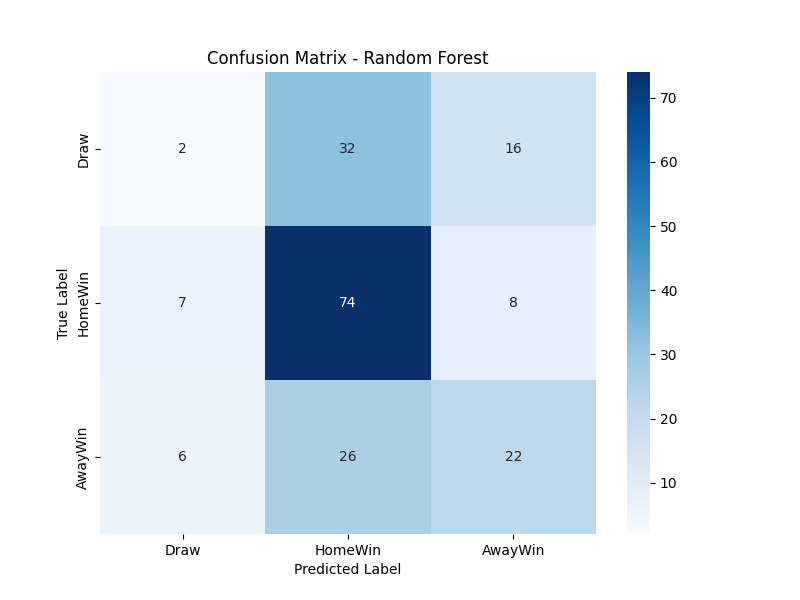 Confusion Matrix - Random Forest
True Label
Draw
2 32 16
HomeWin
7 74 8
AwayWin
6 26 22
Draw HomeWin AwayWin
Predicted Label
70
60
50
40
30
20
10